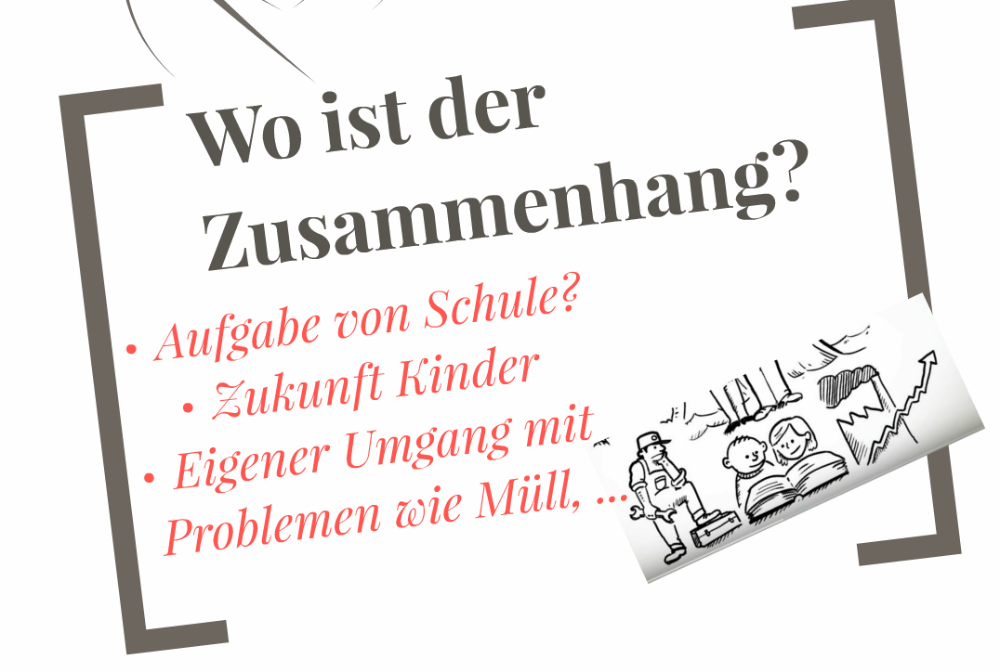 Wo ist der
Zusammenhang?
• Aufgabe von Schule?
• Zukunft Kinder
• Eigener Umgang mit
Problemen wie Müll, ...